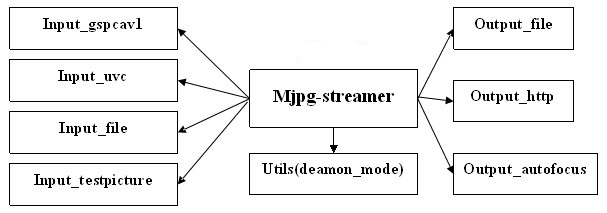 Input_gspcav1
Input_uvc
Input_file
Input_testpicture
Mjpg-streamer
Utils(deamon_mode)
Output_file
Output_http
Output_autofocus